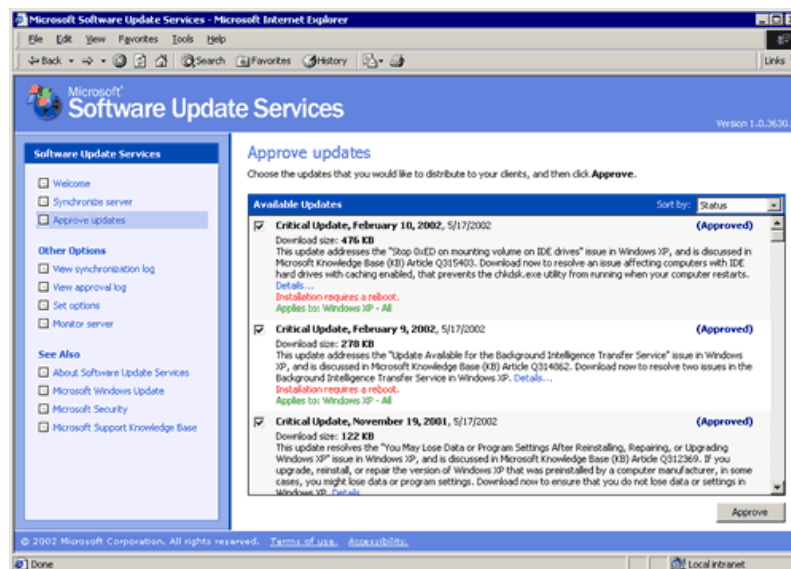 Microsoft Software Update Services - Microsoft Internet Explorer
File Edit View Favorites Tools Help
Back Search Favorites History Links
Microsoft
Software Update Services
Version 1.0.3630.
Software Update Services
Welcome
Synchronize server
Approve updates
Other Options
View synchronization log
View approval log
Set options
Monitor server
See Also
About Software Update Services
Microsoft Windows Update
Microsoft Security
Microsoft Support Knowledge Base
Approve updates
Choose the updates that you would like to distribute to your clients, and then click Approve.
Available Updates Sort by: Status
Critical Update, February 10, 2002, 5/17/2002 (Approved)
Download size: 476 KB
This update addresses the "Stop 0xED on mounting volume on IDE drives" issue in Windows XP, and is discussed in
Microsoft Knowledge Base (KB) Article Q315403. Download now to resolve an issue affecting computers with IDE
hard drives with caching enabled, that prevents the chkdsk.exe utility from running when your computer restarts.
Details...
Installation requires a reboot.
Applies to: Windows XP - All
Critical Update, February 9, 2002, 5/17/2002 (Approved)
Download size: 278 KB
This update addresses the "Update Available for the Background Intelligence Transfer Service" issue in Windows
XP, and is discussed in Microsoft Knowledge Base (KB) Article Q314862. Download now to resolve two issues in the
Background Intelligence Transfer Service in Windows XP. Details...
Installation requires a reboot.
Applies to: Windows XP - All
Critical Update, November 19, 2001, 5/17/2002 (Approved)
Download size: 122 KB
This update resolves the "You May Lose Data or Program Settings After Reinstalling, Repairing, or Upgrading
Windows XP" issue in Windows XP, and is discussed in Microsoft Knowledge Base (KB) Article Q312369. If you
upgrade, reinstall, or repair the version of Windows XP that was preinstalled by a computer manufacturer, in some
cases, you might lose data or program settings. Download now to ensure that you do not lose data or settings in
Windows XP. Details
Approve
© 2002 Microsoft Corporation. All rights reserved. Terms of use. Accessibility.
Done Local intranet